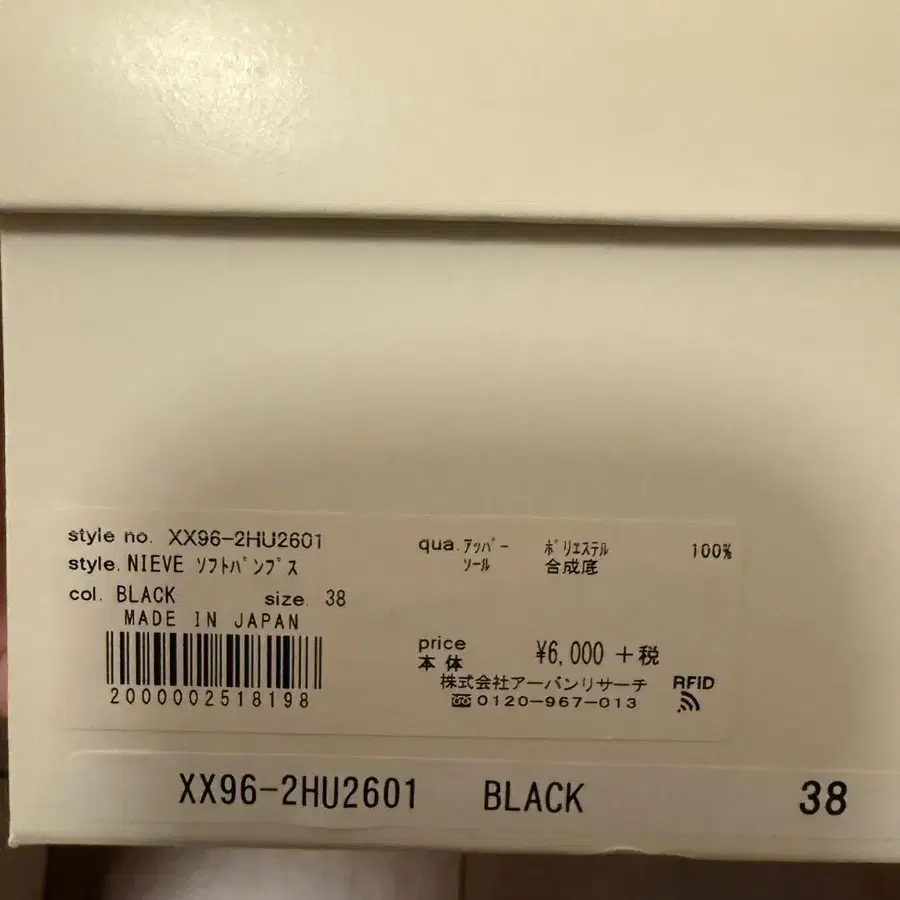 style no. XX96-2HU2601
style. NIEVE ｿﾌﾄﾊﾟﾝﾌﾟｽ
col. BLACK size. 38
MADE IN JAPAN
2000002518198
qua. ｱｯﾊﾟｰ ﾎﾟﾘｴｽﾃﾙ 100%
ｿｰﾙ 合成底
price
本体 ¥6,000 +税
株式会社アーバンリサーチ
☎0120-967-013
RFID
XX96-2HU2601 BLACK 38